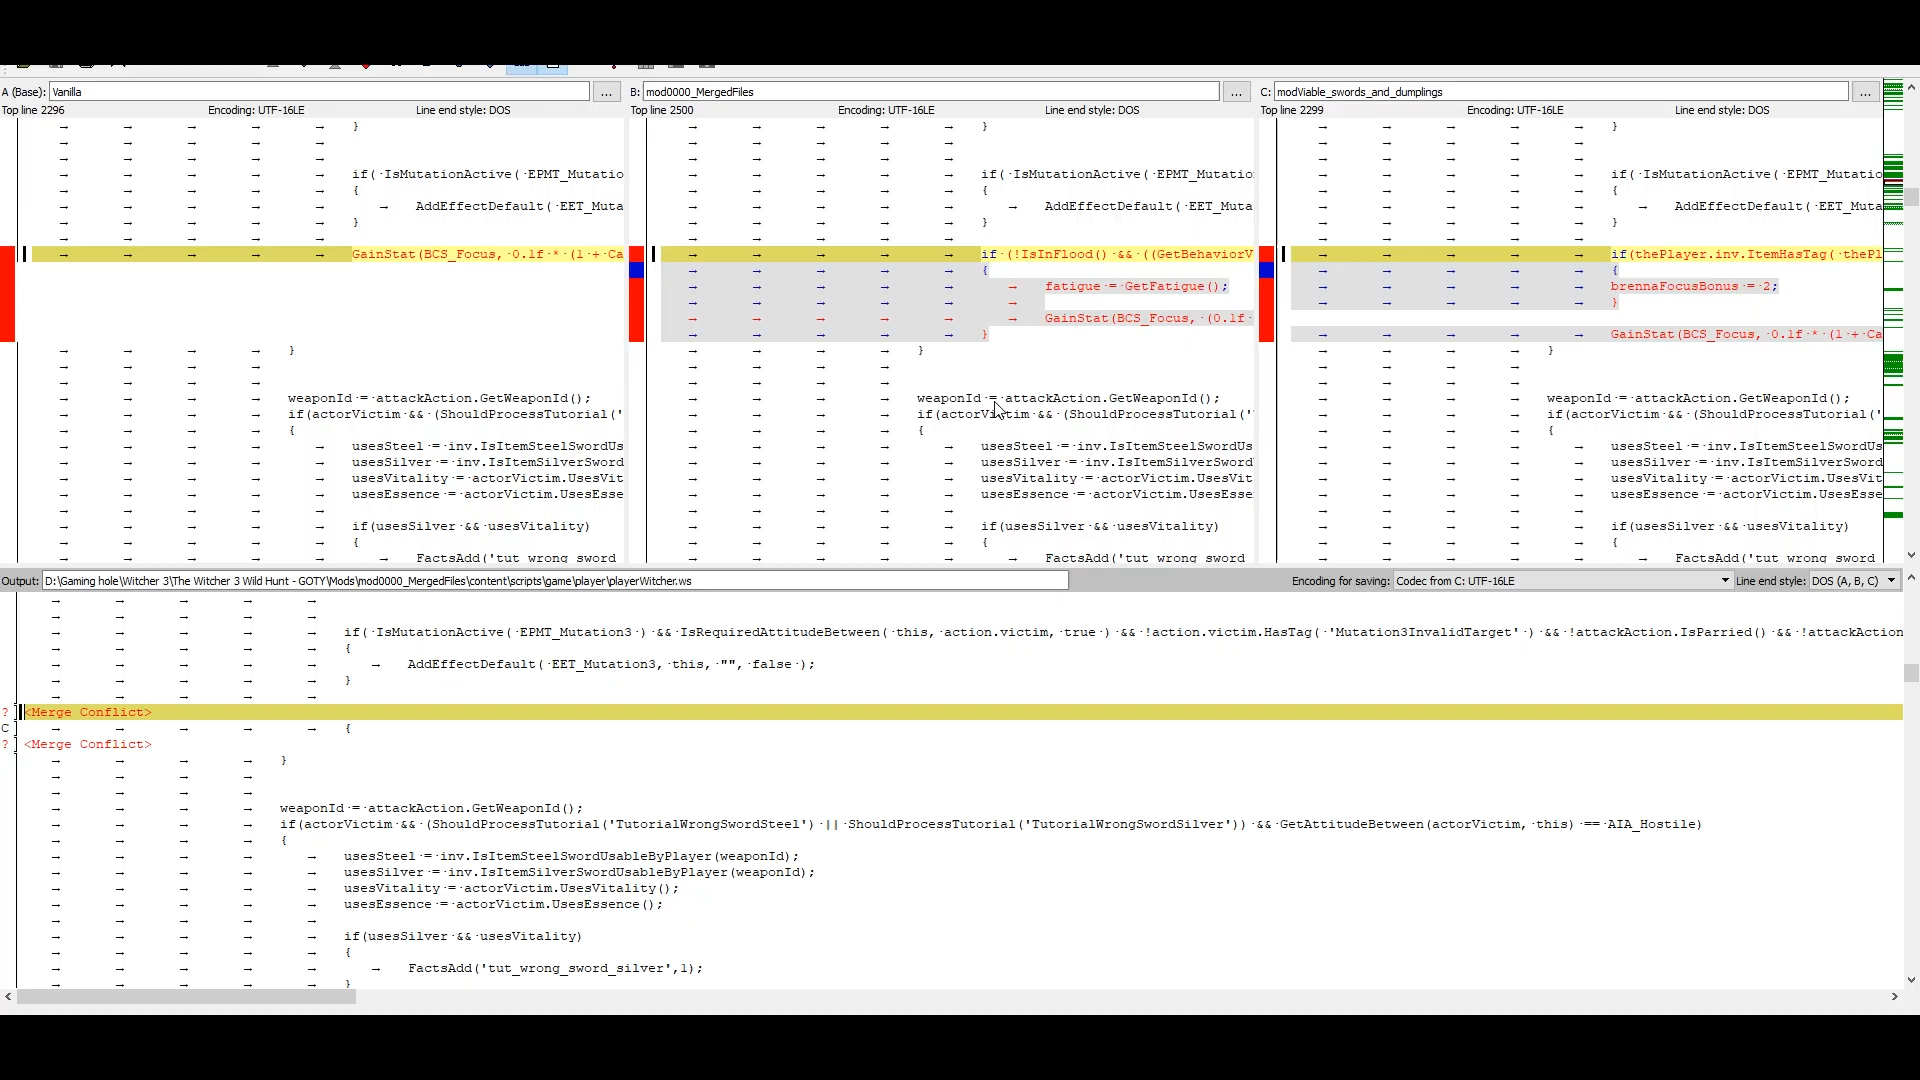 A (Base): Vanilla ... B: mod0000_MergedFiles ... C: modViable_swords_and_dumplings ...
Top line 2296 Encoding: UTF-16LE Line end style: DOS Top line 2500 Encoding: UTF-16LE Line end style: DOS Top line 2299 Encoding: UTF-16LE Line end style: DOS
} } }
if(·IsMutationActive(·EPMT_Mutatio if(·IsMutationActive(·EPMT_Mutatio if(·IsMutationActive(·EPMT_Mutatio
{ { {
→ AddEffectDefault(·EET_Muta → AddEffectDefault(·EET_Muta → AddEffectDefault(·EET_Muta
} } }
GainStat(BCS_Focus,·0.1f·*·(1·+·Ca if·(!IsInFlood()·&&·((GetBehaviorV if(thePlayer.inv.ItemHasTag(·thePl
{ {
→ fatigue·=·GetFatigue(); brennaFocusBonus·=·2;
→ }
→ GainStat(BCS_Focus,·(0.1f·
} GainStat(BCS_Focus,·0.1f·*·(1·+·Ca
} } }
weaponId·=·attackAction.GetWeaponId(); weaponId·=·attackAction.GetWeaponId(); weaponId·=·attackAction.GetWeaponId();
if(actorVictim·&&·(ShouldProcessTutorial(' if(actorVictim·&&·(ShouldProcessTutorial(' if(actorVictim·&&·(ShouldProcessTutorial('
{ { {
→ usesSteel·=·inv.IsItemSteelSwordUs → usesSteel·=·inv.IsItemSteelSwordUs → usesSteel·=·inv.IsItemSteelSwordUs
→ usesSilver·=·inv.IsItemSilverSword → usesSilver·=·inv.IsItemSilverSword → usesSilver·=·inv.IsItemSilverSword
→ usesVitality·=·actorVictim.UsesVit → usesVitality·=·actorVictim.UsesVit → usesVitality·=·actorVictim.UsesVit
→ usesEssence·=·actorVictim.UsesEsse → usesEssence·=·actorVictim.UsesEsse → usesEssence·=·actorVictim.UsesEsse
→ if(usesSilver·&&·usesVitality) → if(usesSilver·&&·usesVitality) → if(usesSilver·&&·usesVitality)
→ { → { → {
→ → FactsAdd('tut_wrong_sword → → FactsAdd('tut_wrong_sword → → FactsAdd('tut_wrong_sword
Output: D:\Gaming hole\Witcher 3\The Witcher 3 Wild Hunt - GOTY\Mods\mod0000_MergedFiles\content\scripts\game\player\playerWitcher.ws Encoding for saving: Codec from C: UTF-16LE Line end style: DOS (A, B, C)
if(·IsMutationActive(·EPMT_Mutation3·)·&&·IsRequiredAttitudeBetween(·this,·action.victim,·true·)·&&·!action.victim.HasTag(·'Mutation3InvalidTarget'·)·&&·!attackAction.IsParried()·&&·!attackAction
{
→ AddEffectDefault(·EET_Mutation3,·this,·"",·false·);
}
? <Merge Conflict>
C {
? <Merge Conflict>
}
weaponId·=·attackAction.GetWeaponId();
if(actorVictim·&&·(ShouldProcessTutorial('TutorialWrongSwordSteel')·||·ShouldProcessTutorial('TutorialWrongSwordSilver'))·&&·GetAttitudeBetween(actorVictim,·this)·==·AIA_Hostile)
{
→ usesSteel·=·inv.IsItemSteelSwordUsableByPlayer(weaponId);
→ usesSilver·=·inv.IsItemSilverSwordUsableByPlayer(weaponId);
→ usesVitality·=·actorVictim.UsesVitality();
→ usesEssence·=·actorVictim.UsesEssence();
→ if(usesSilver·&&·usesVitality)
→ {
→ → FactsAdd('tut_wrong_sword_silver',1);
→ }